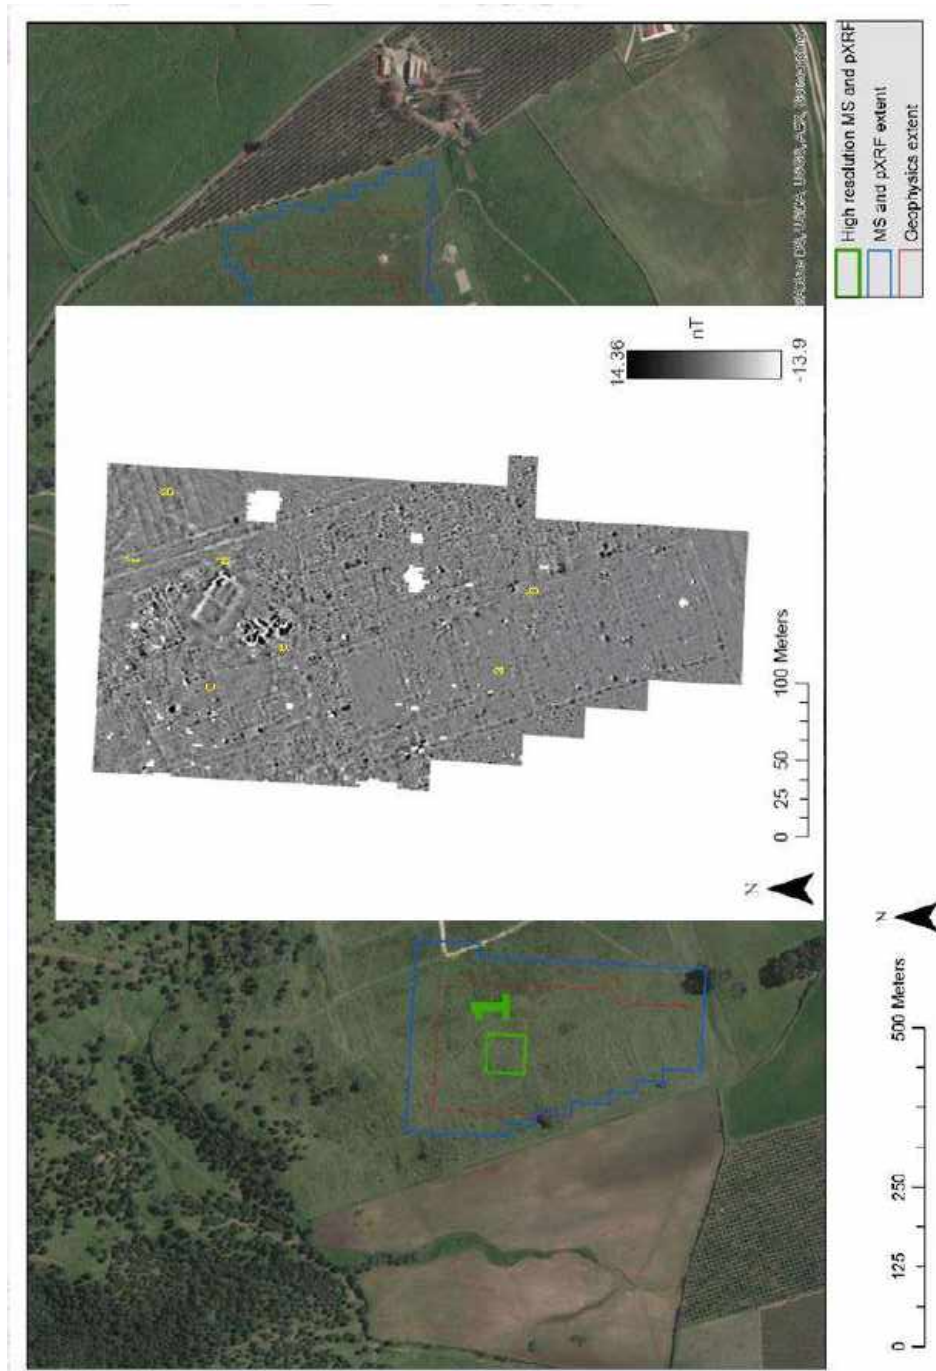 High resolution MS and pXRF
MS and pXRF extent
Geophysics extent
14.36
nT
-13.9
g
f
e
c
b
a
0 25 50 100 Meters
N
1
0 125 250 500 Meters
N